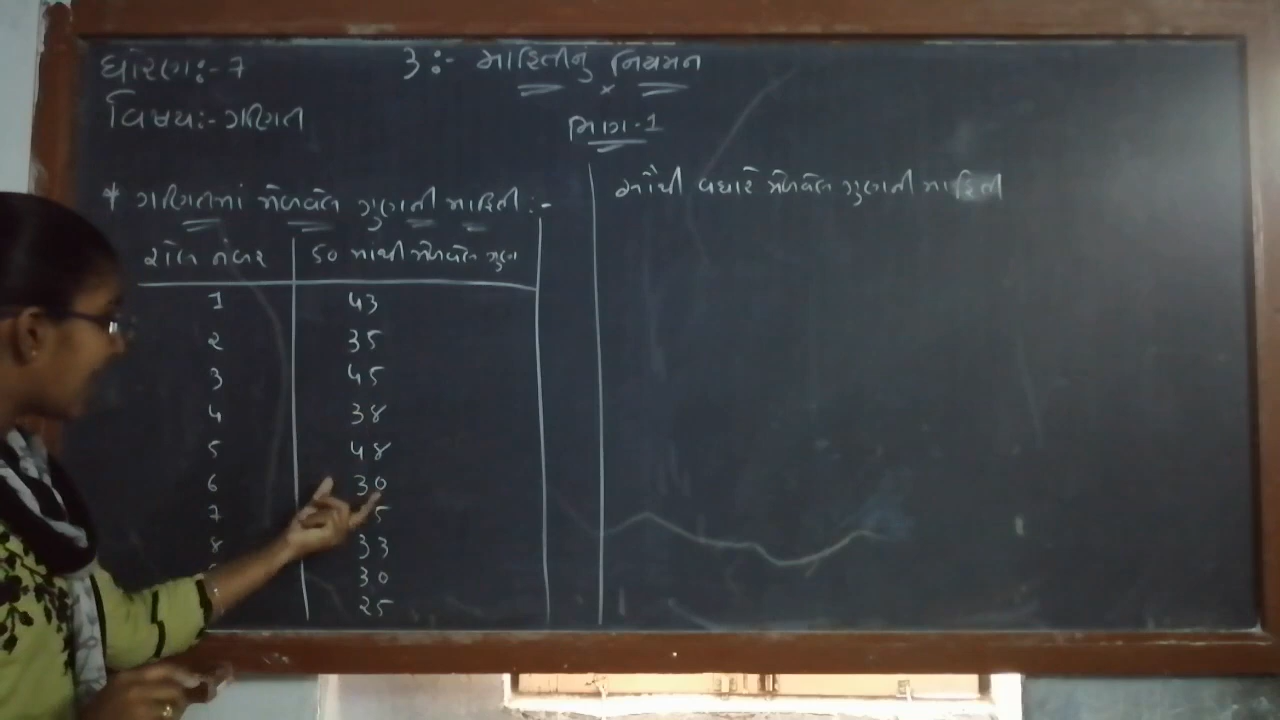 ધોરણ:- 7
3 :- માહિતીનું નિયમન
વિષય:- ગણિત
ભાગ-1
* ગણિતમાં મેળવેલ ગુણની માહિતી :-
રોલ નંબર 50 માંથી મેળવેલ ગુણ
1 43
2 35
3 45
4 38
5 48
6 30
7 5
8 33
30
25
સૌથી વધારે મેળવેલ ગુણની માહિતી